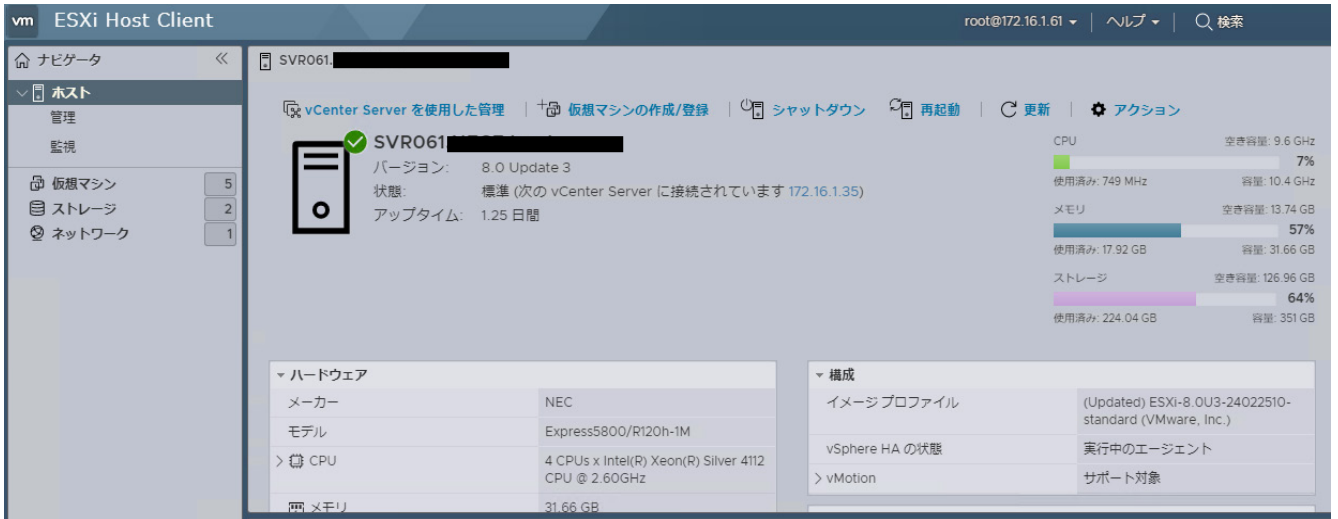 vm ESXi Host Client
root@172.16.1.61
ヘルプ
検索
ナビゲータ
ホスト
管理
監視
仮想マシン 5
ストレージ 2
ネットワーク 1
SVR061.
vCenter Server を使用した管理
仮想マシンの作成/登録
シャットダウン
再起動
更新
アクション
SVR061
バージョン: 8.0 Update 3
状態: 標準 (次の vCenter Server に接続されています 172.16.1.35)
アップタイム: 1.25 日間
CPU 空き容量: 9.6 GHz
7%
使用済み: 749 MHz 容量: 10.4 GHz
メモリ 空き容量: 13.74 GB
57%
使用済み: 17.92 GB 容量: 31.66 GB
ストレージ 空き容量: 126.96 GB
64%
使用済み: 224.04 GB 容量: 351 GB
ハードウェア
メーカー NEC
モデル Express5800/R120h-1M
CPU 4 CPUs x Intel(R) Xeon(R) Silver 4112
CPU @ 2.60GHz
メモリ 31.66 GB
構成
イメージ プロファイル (Updated) ESXi-8.0U3-24022510-
standard (VMware, Inc.)
vSphere HA の状態 実行中のエージェント
vMotion サポート対象